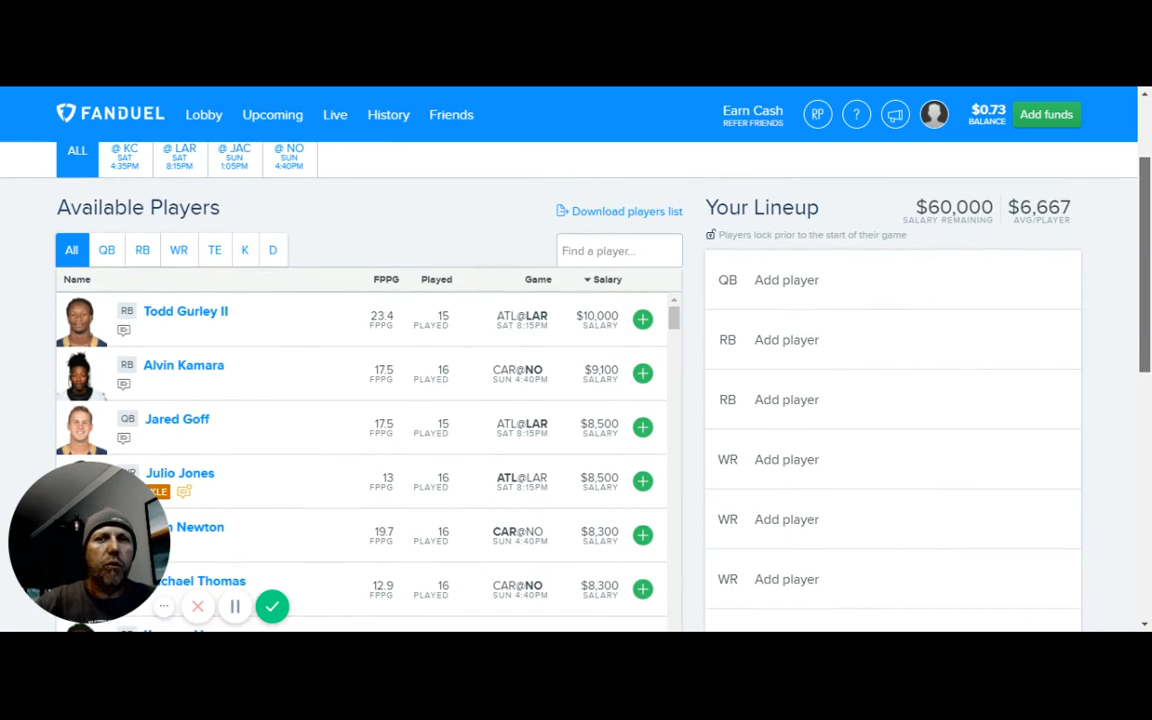 FANDUEL Lobby Upcoming Live History Friends
Earn Cash
REFER FRIENDS
RP ? $0.73
BALANCE
Add funds
ALL
@ KC
SAT
4:35PM
@ LAR
SAT
8:15PM
@ JAC
SUN
1:05PM
@ NO
SUN
4:40PM
Available Players
Download players list
All QB RB WR TE K D
Find a player...
Name FPPG Played Game Salary
RB Todd Gurley II
23.4 15 ATL@LAR $10,000
FPPG PLAYED SAT 8:15PM SALARY
RB Alvin Kamara
17.5 16 CAR@NO $9,100
FPPG PLAYED SUN 4:40PM SALARY
QB Jared Goff
17.5 15 ATL@LAR $8,500
FPPG PLAYED SAT 8:15PM SALARY
Julio Jones
13 16 ATL@LAR $8,500
FPPG PLAYED SAT 8:15PM SALARY
Newton
19.7 16 CAR@NO $8,300
FPPG PLAYED SUN 4:40PM SALARY
chael Thomas
12.9 16 CAR@NO $8,300
FPPG PLAYED SUN 4:40PM SALARY
Your Lineup
$60,000
SALARY REMAINING
$6,667
AVG/PLAYER
Players lock prior to the start of their game
QB Add player
RB Add player
RB Add player
WR Add player
WR Add player
WR Add player